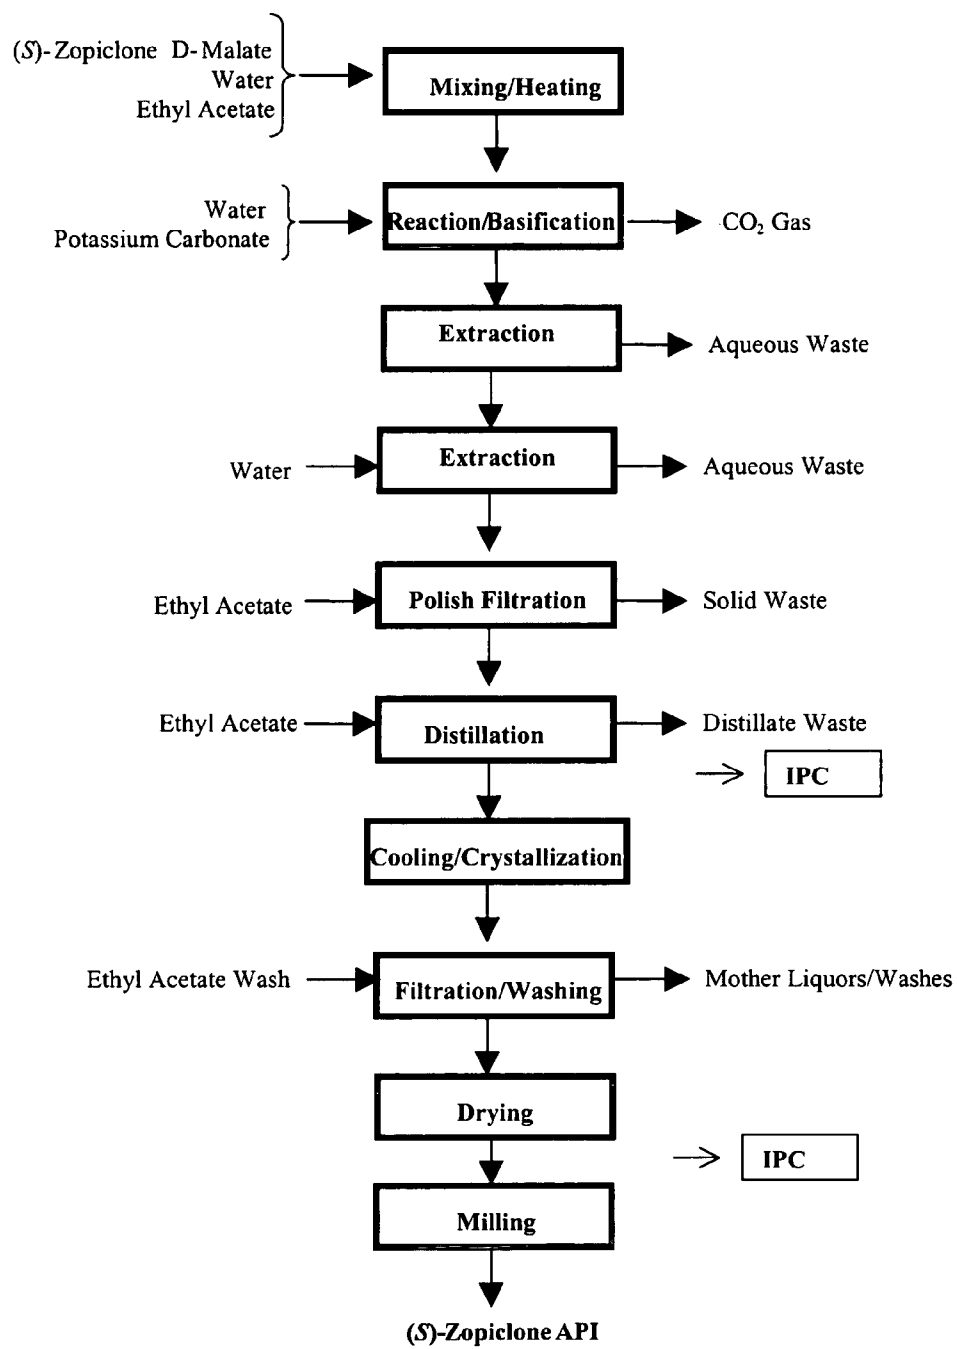 (S)-Zopiclone D-Malate
Water
Ethyl Acetate
Mixing/Heating
Water
Potassium Carbonate
Reaction/Basification
CO₂ Gas
Extraction
Aqueous Waste
Water
Extraction
Aqueous Waste
Ethyl Acetate
Polish Filtration
Solid Waste
Ethyl Acetate
Distillation
Distillate Waste
IPC
Cooling/Crystallization
Ethyl Acetate Wash
Filtration/Washing
Mother Liquors/Washes
Drying
IPC
Milling
(S)-Zopiclone API